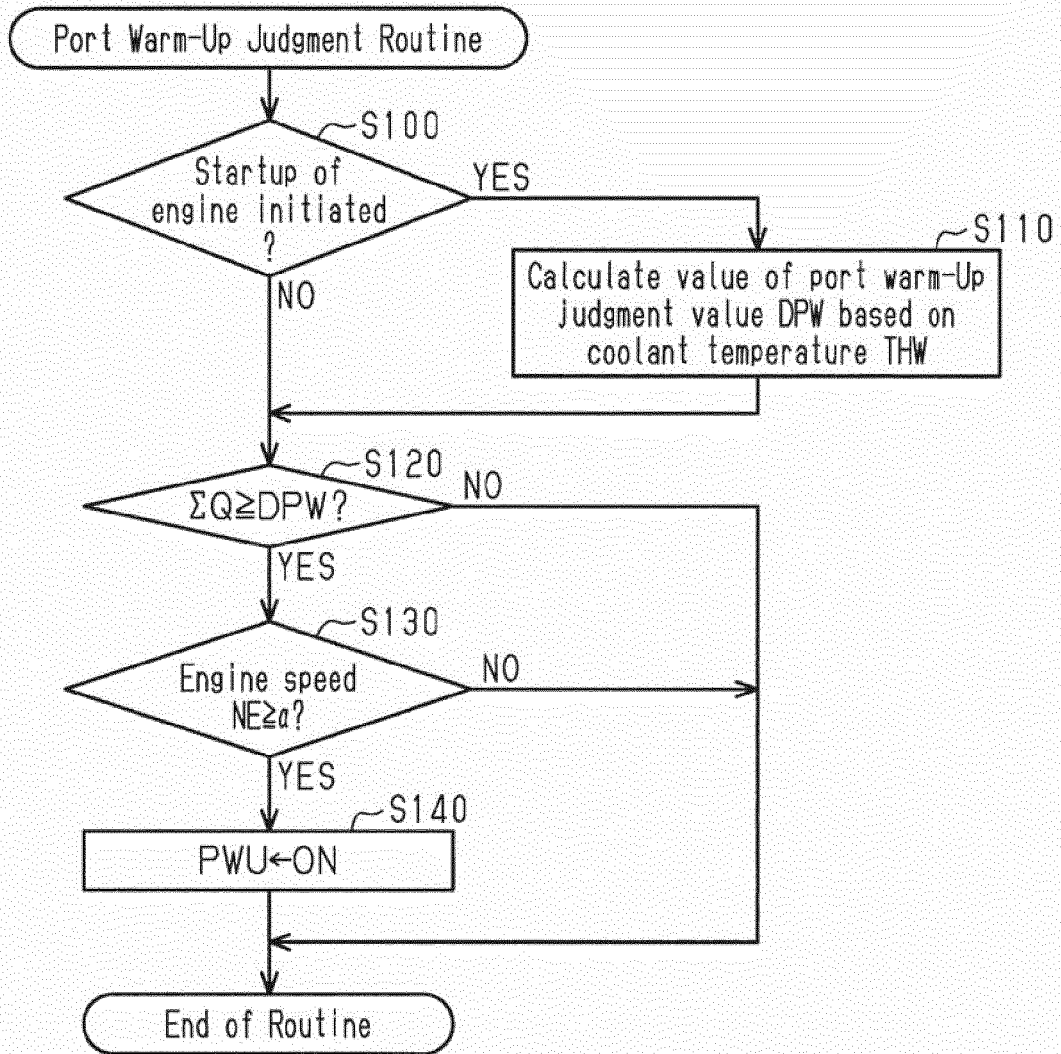 Port Warm-Up Judgment Routine
S100
Startup of
engine initiated
?
YES
NO
S110
Calculate value of port warm-Up
judgment value DPW based on
coolant temperature THW
S120
ΣQ≧DPW?
NO
YES
S130
Engine speed
NE≧α?
NO
YES
S140
PWU←ON
End of Routine